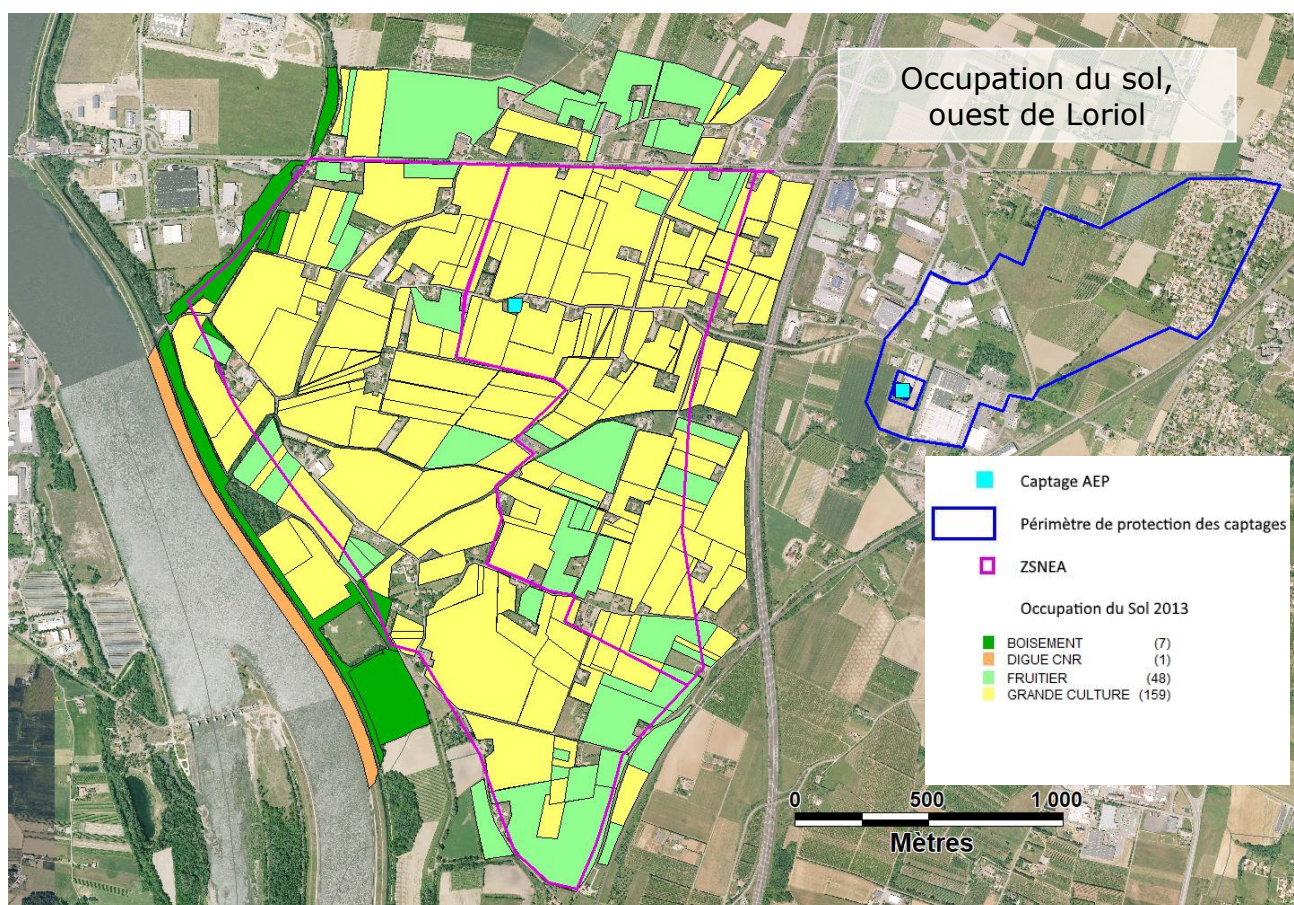 Occupation du sol,
ouest de Loriol
Captage AEP
Périmètre de protection des captages
ZSNEA
Occupation du Sol 2013
BOISEMENT (7)
DIGUE CNR (1)
FRUITIER (48)
GRANDE CULTURE (159)
0 500 1 000
Mètres